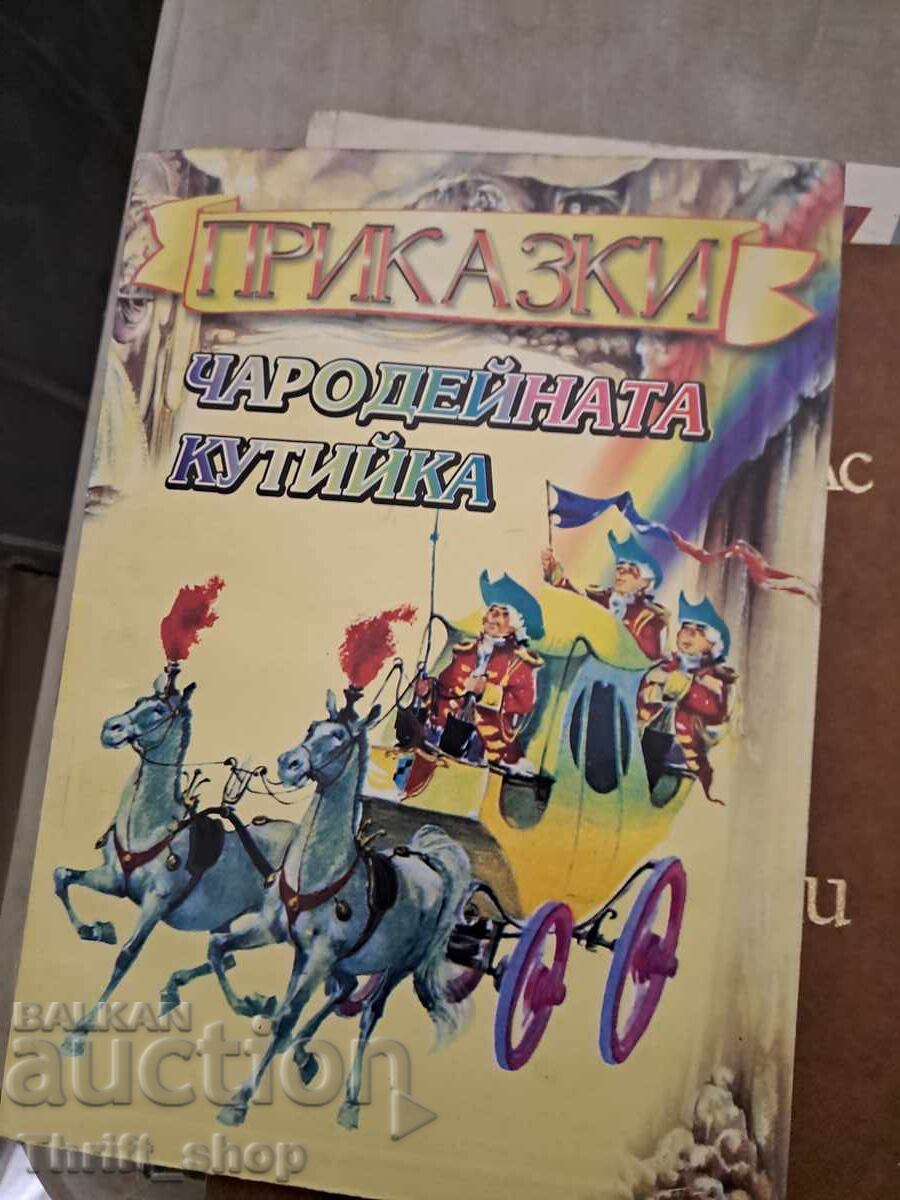 ПРИКАЗКИ
ЧАРОДЕЙНАТА
КУТИЙКА
BALKAN
auction
Thrift_shop